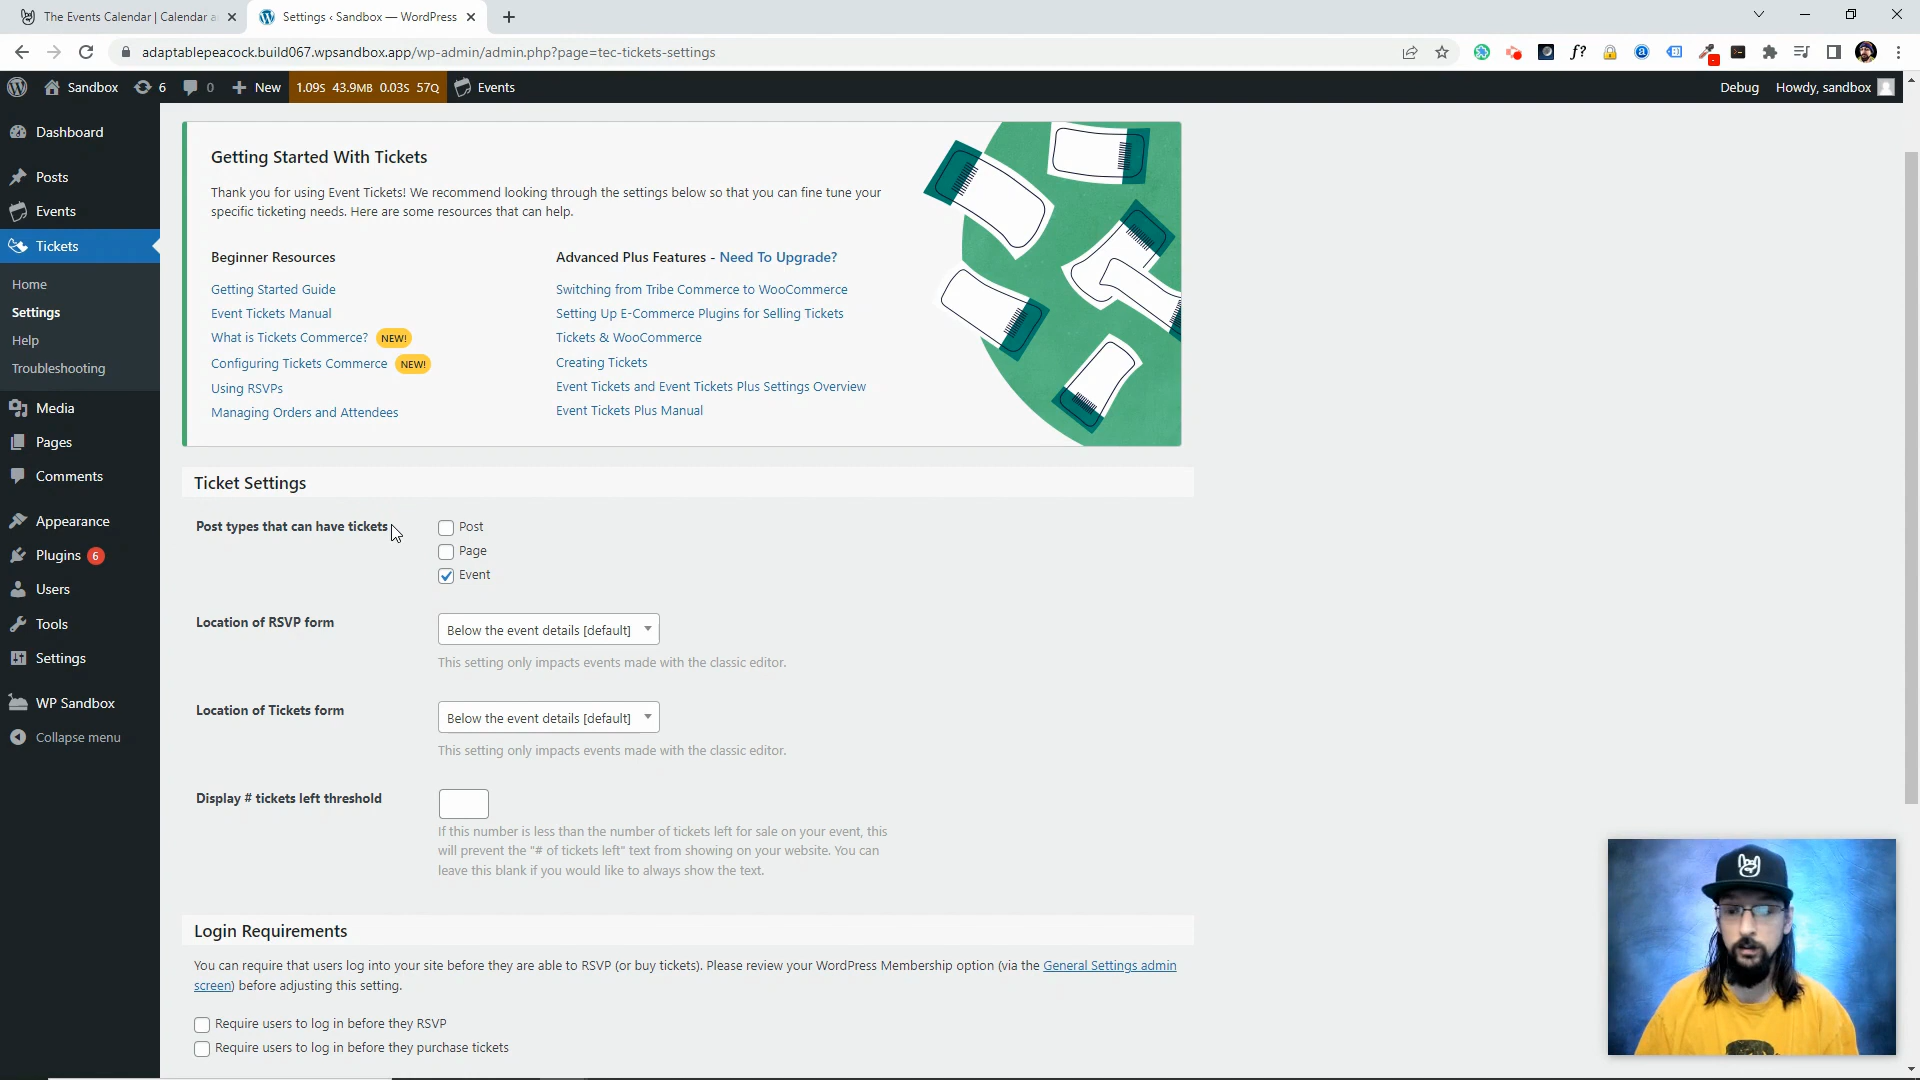 The Events Calendar | Calendar a
Settings ‹ Sandbox — WordPress
adaptablepeacock.build067.wpsandbox.app/wp-admin/admin.php?page=tec-tickets-settings
Sandbox 6 0 New 1.09S 43.9MB 0.03S 57Q Events Debug Howdy, sandbox
Dashboard
Posts
Events
Tickets
Home
Settings
Help
Troubleshooting
Media
Pages
Comments
Appearance
Plugins 6
Users
Tools
Settings
WP Sandbox
Collapse menu
Getting Started With Tickets
Thank you for using Event Tickets! We recommend looking through the settings below so that you can fine tune your
specific ticketing needs. Here are some resources that can help.
Beginner Resources
Getting Started Guide
Event Tickets Manual
What is Tickets Commerce? NEW!
Configuring Tickets Commerce NEW!
Using RSVPs
Managing Orders and Attendees
Advanced Plus Features - Need To Upgrade?
Switching from Tribe Commerce to WooCommerce
Setting Up E-Commerce Plugins for Selling Tickets
Tickets & WooCommerce
Creating Tickets
Event Tickets and Event Tickets Plus Settings Overview
Event Tickets Plus Manual
Ticket Settings
Post types that can have tickets
Post
Page
Event
Location of RSVP form
Below the event details [default]
This setting only impacts events made with the classic editor.
Location of Tickets form
Below the event details [default]
This setting only impacts events made with the classic editor.
Display # tickets left threshold
If this number is less than the number of tickets left for sale on your event, this
will prevent the "# of tickets left" text from showing on your website. You can
leave this blank if you would like to always show the text.
Login Requirements
You can require that users log into your site before they are able to RSVP (or buy tickets). Please review your WordPress Membership option (via the General Settings admin
screen) before adjusting this setting.
Require users to log in before they RSVP
Require users to log in before they purchase tickets